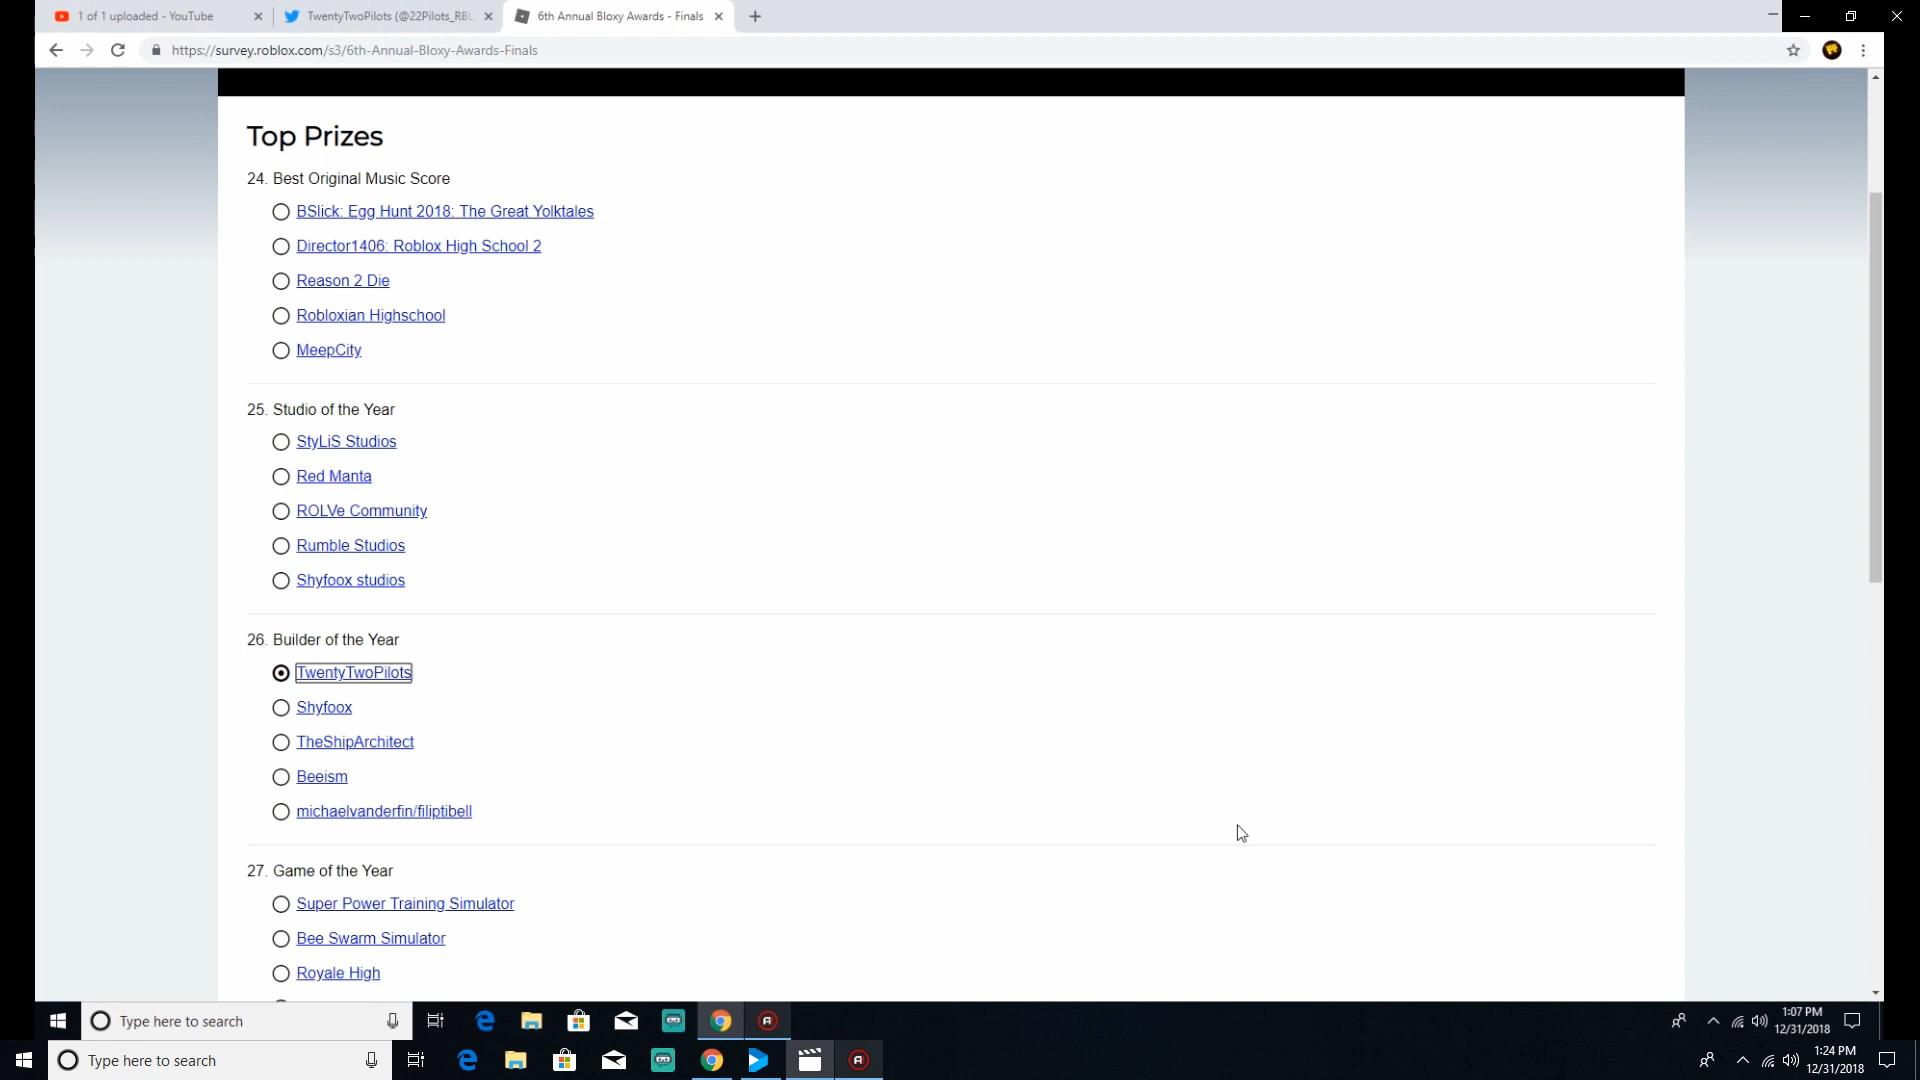 1 of 1 uploaded - YouTube
TwentyTwoPilots (@22Pilots_RBL
6th Annual Bloxy Awards - Finals
https://survey.roblox.com/s3/6th-Annual-Bloxy-Awards-Finals
Top Prizes
24. Best Original Music Score
BSlick: Egg Hunt 2018: The Great Yolktales
Director1406: Roblox High School 2
Reason 2 Die
Robloxian Highschool
MeepCity
25. Studio of the Year
StyLiS Studios
Red Manta
ROLVe Community
Rumble Studios
Shyfoox studios
26. Builder of the Year
TwentyTwoPilots
Shyfoox
TheShipArchitect
Beeism
michaelvanderfin/filiptibell
27. Game of the Year
Super Power Training Simulator
Bee Swarm Simulator
Royale High
Type here to search
1:07 PM
12/31/2018
Type here to search
1:24 PM
12/31/2018